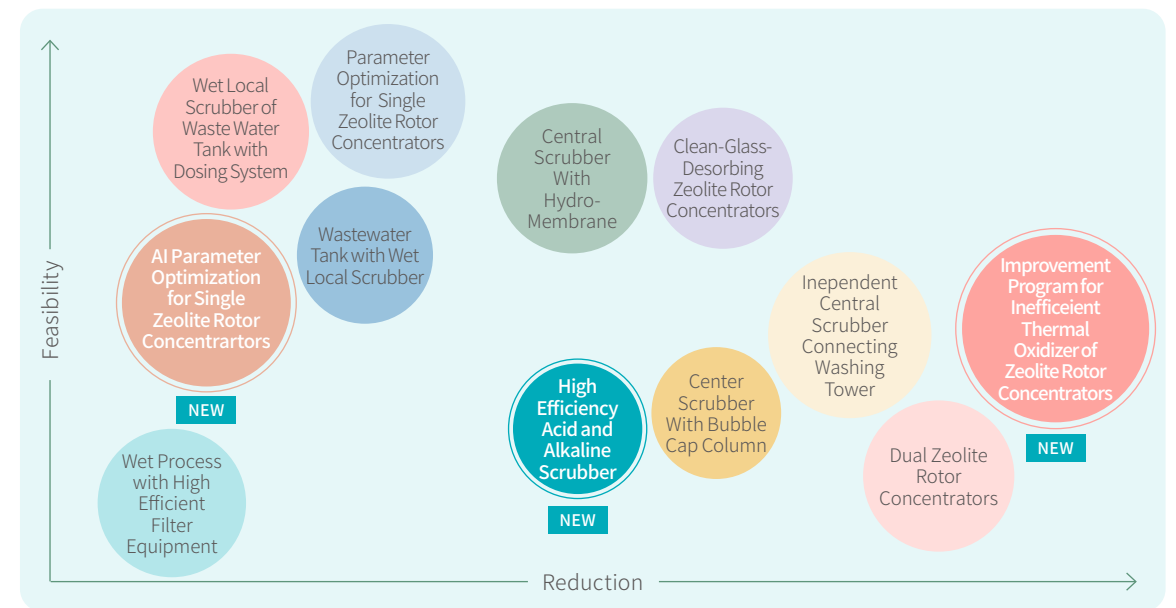 Feasibility
Wet Local
Scrubber of
Waste Water
Tank with
Dosing System
Parameter
Optimization
for Single
Zeolite Rotor
Concentrators
Central
Scrubber
With
Hydro-
Membrane
Clean-Glass-
Desorbing
Zeolite Rotor
Concentrators
AI Parameter
Optimization
for Single
Zeolite Rotor
Concentrartors
NEW
Wastewater
Tank with Wet
Local Scrubber
Inependent
Central
Scrubber
Connecting
Washing
Tower
Improvement
Program for
Inefficeient
Thermal
Oxidizer of
Zeolite Rotor
Concentrators
NEW
High
Efficiency
Acid and
Alkaline
Scrubber
NEW
Center
Scrubber
With Bubble
Cap Column
Wet Process
with High
Efficient
Filter
Equipment
Dual Zeolite
Rotor
Concentrators
Reduction